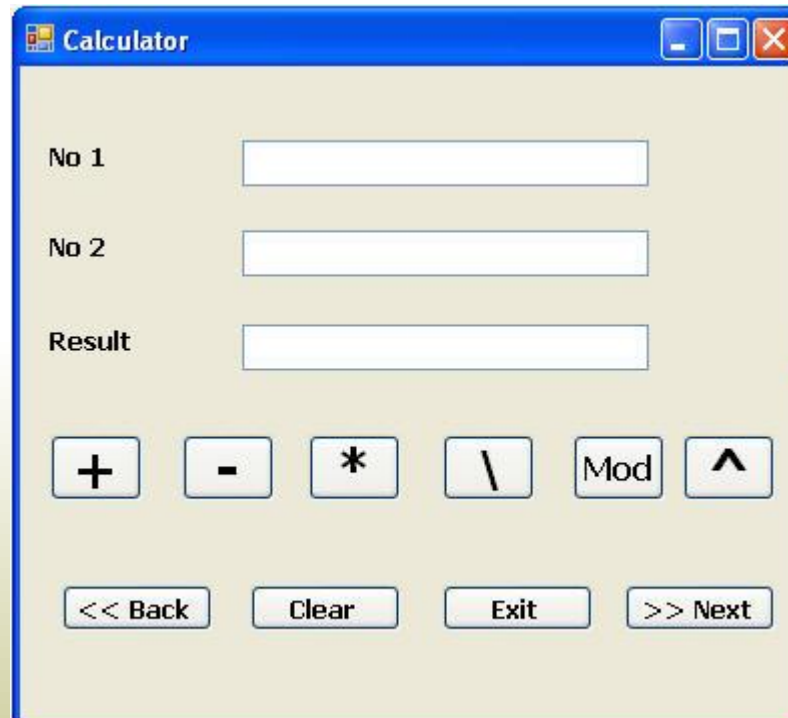 Calculator
No 1
No 2
Result
+ - * \ Mod ^
<< Back Clear Exit >> Next